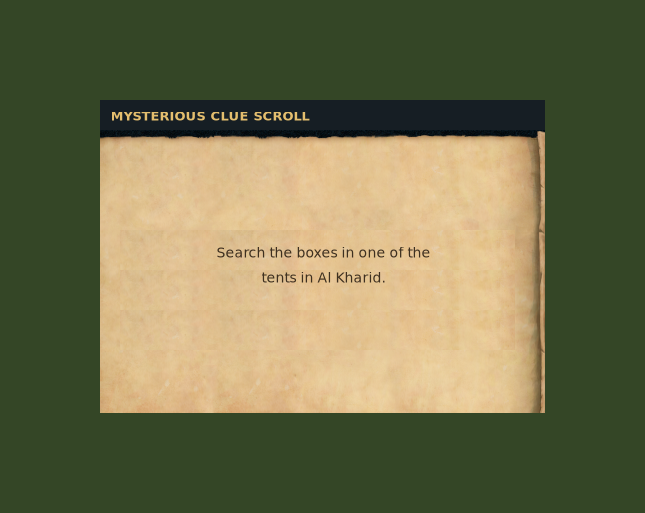 MYSTERIOUS CLUE SCROLL
Search the boxes in one of the
tents in Al Kharid.